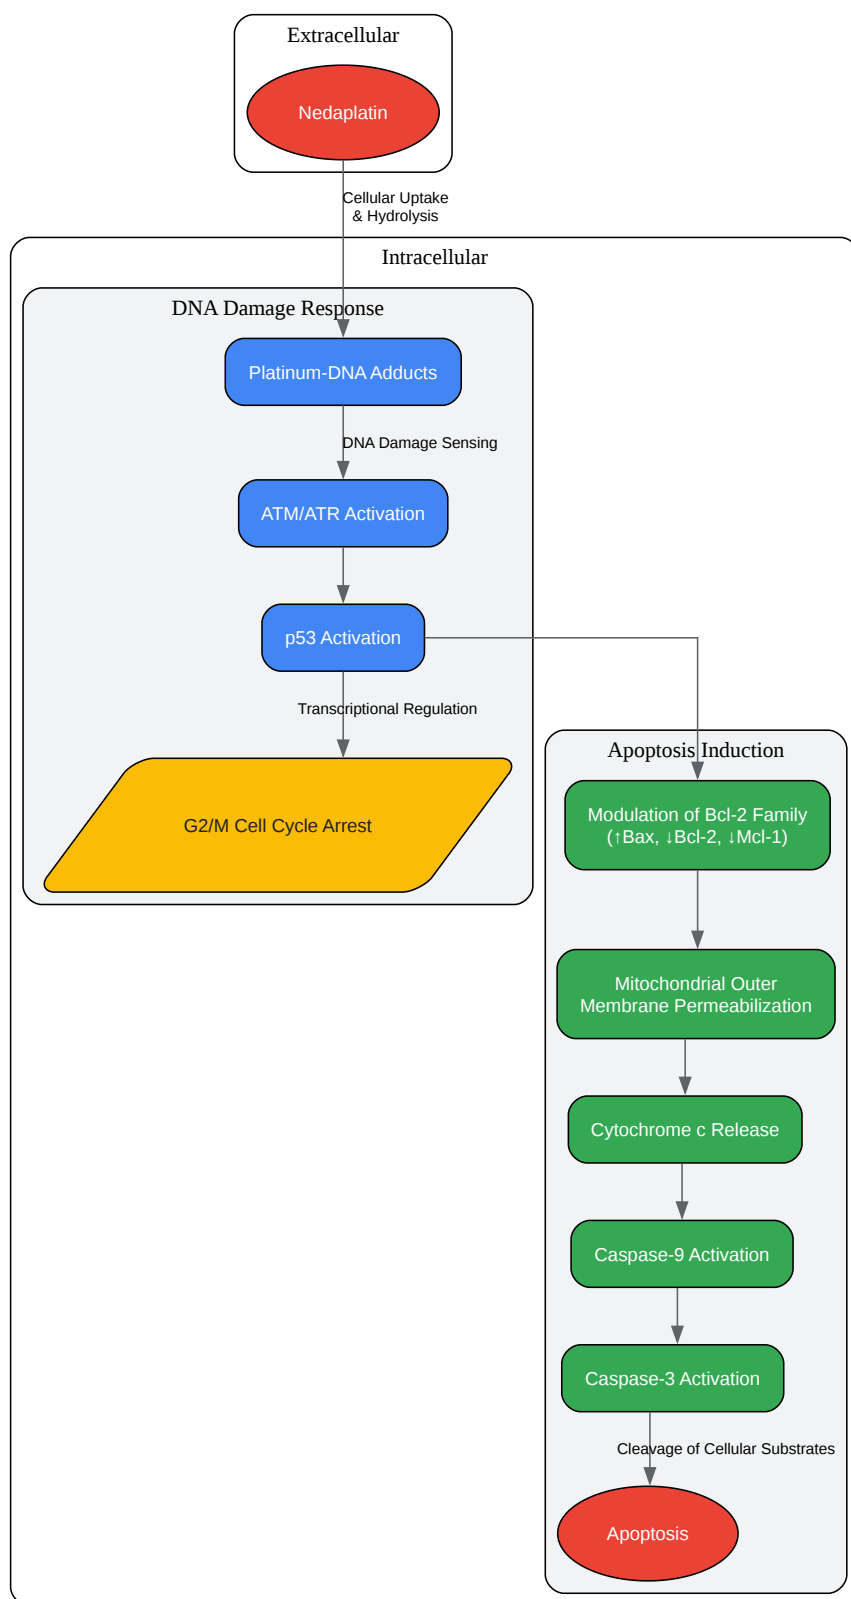 Extracellular
Nedaplatin
Cellular Uptake
& Hydrolysis
Intracellular
DNA Damage Response
Platinum-DNA Adducts
DNA Damage Sensing
ATM/ATR Activation
p53 Activation
Transcriptional Regulation
G2/M Cell Cycle Arrest
Apoptosis Induction
Modulation of Bcl-2 Family
(↑Bax, ↓Bcl-2, ↓Mcl-1)
Mitochondrial Outer
Membrane Permeabilization
Cytochrome c Release
Caspase-9 Activation
Caspase-3 Activation
Cleavage of Cellular Substrates
Apoptosis